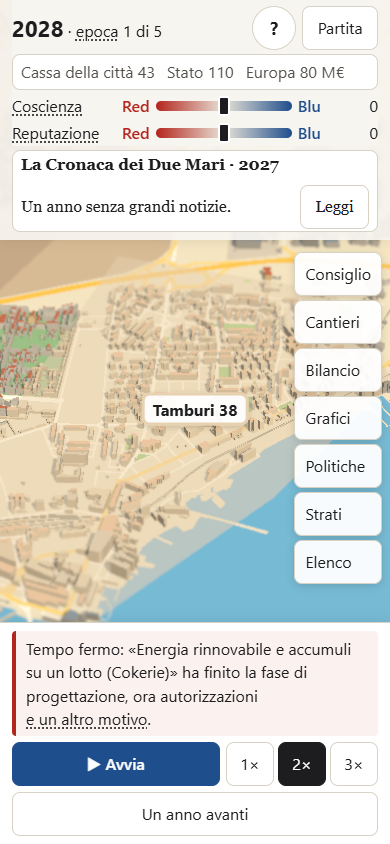 2028 · epoca 1 di 5
?
Partita
Cassa della città 43 Stato 110 Europa 80 M€
Coscienza Red Blu 0
Reputazione Red Blu 0
La Cronaca dei Due Mari · 2027
Un anno senza grandi notizie.
Leggi
Consiglio
Cantieri
Bilancio
Tamburi 38
Grafici
Politiche
Strati
Elenco
Tempo fermo: «Energia rinnovabile e accumuli
su un lotto (Cokerie)» ha finito la fase di
progettazione, ora autorizzazioni
e un altro motivo.
▶ Avvia
1×
2×
3×
Un anno avanti